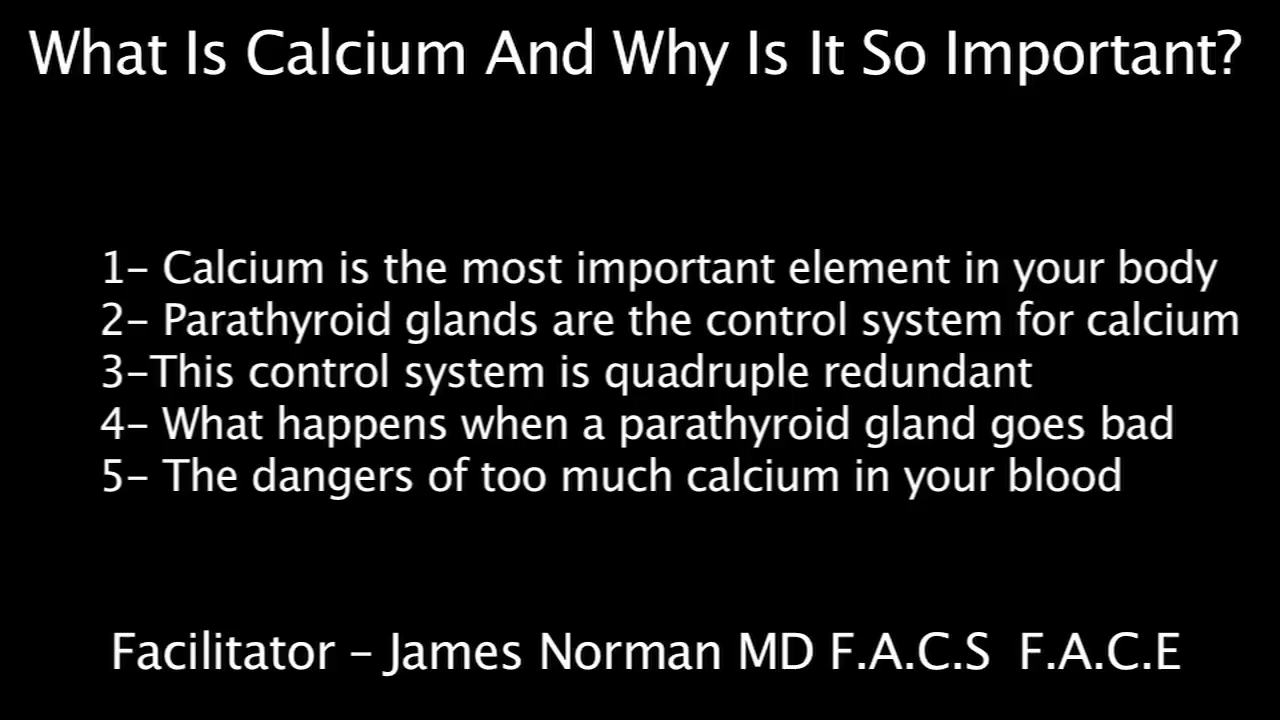 What Is Calcium And Why Is It So Important?
1– Calcium is the most important element in your body
2– Parathyroid glands are the control system for calcium
3–This control system is quadruple redundant
4– What happens when a parathyroid gland goes bad
5– The dangers of too much calcium in your blood
Facilitator – James Norman MD F.A.C.S  F.A.C.E